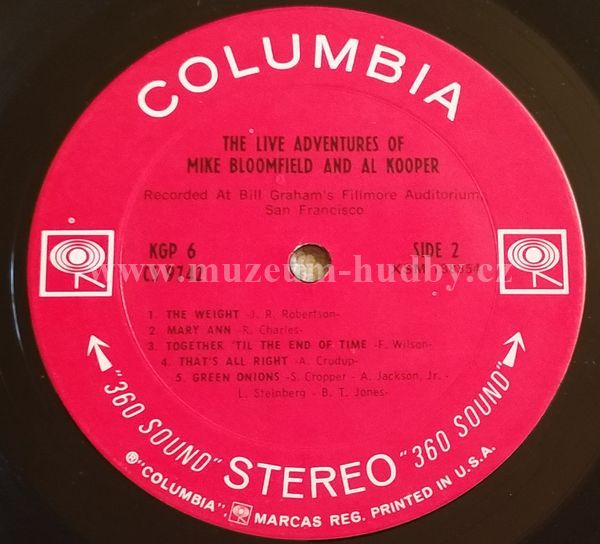 COLUMBIA
THE LIVE ADVENTURES OF
MIKE BLOOMFIELD AND AL KOOPER
Recorded At Bill Graham's Fillmore Auditorium,
San Francisco
KGP 6
SIDE 2
www.muzeum-hudby.cz
1. THE WEIGHT -J. R. Robertson-
2. MARY ANN -R. Charles-
3. TOGETHER 'TIL THE END OF TIME -F. Wilson-
4. THAT'S ALL RIGHT -A. Crudup-
5. GREEN ONIONS -S. Cropper - A. Jackson, Jr. -
L. Steinberg - B. T. Jones-
"360 SOUND" STEREO "360 SOUND"
® "COLUMBIA", MARCAS REG. PRINTED IN U.S.A.